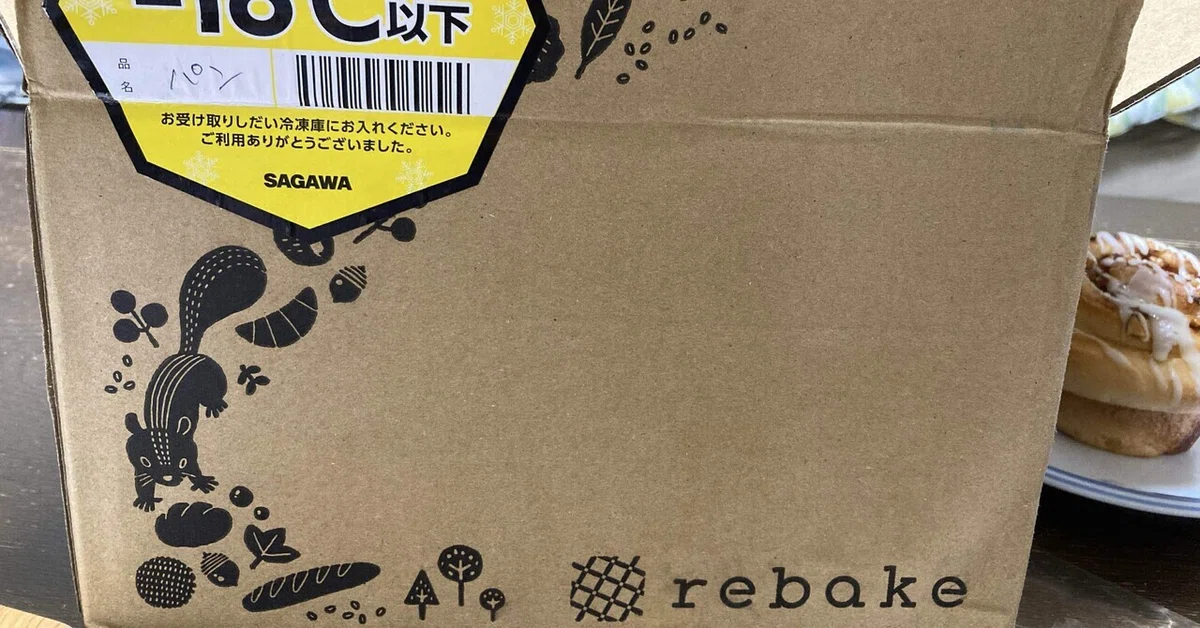 -18℃以下
品名 パン
お受け取りしだい冷凍庫にお入れください。
ご利用ありがとうございました。
SAGAWA
rebake